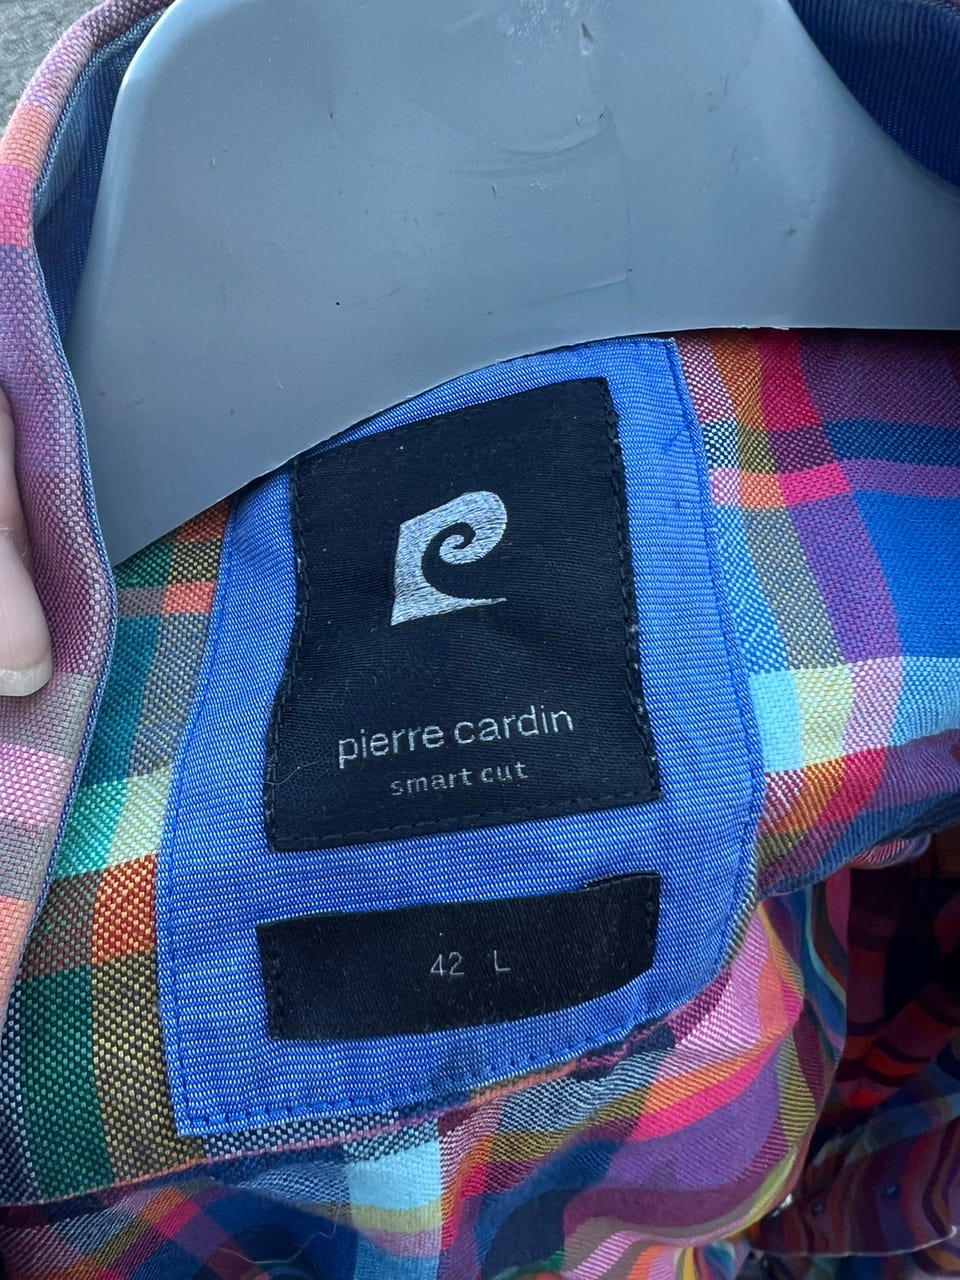 pierre cardin
smart cut
42 L